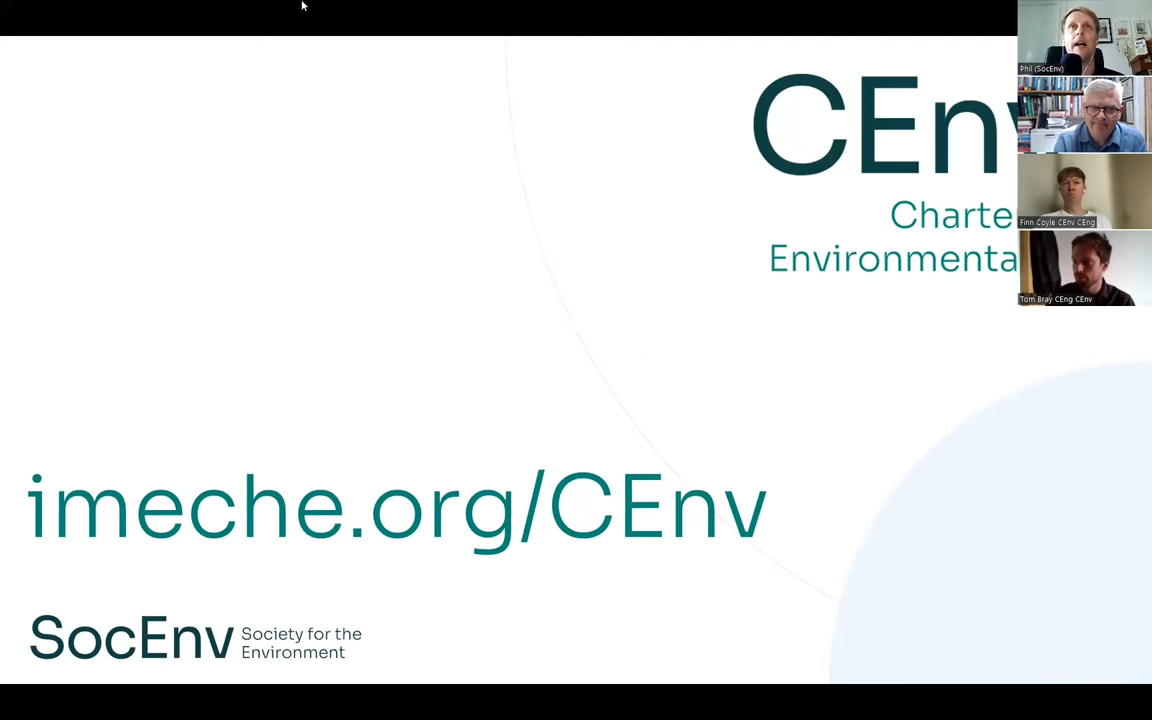 CEnv
Charte
Environmenta
Phil (SocEnv)
Finn Coyle CEnv CEng
Tom Bray CEng CEnv
imeche.org/CEnv
SocEnv
Society for the
Environment